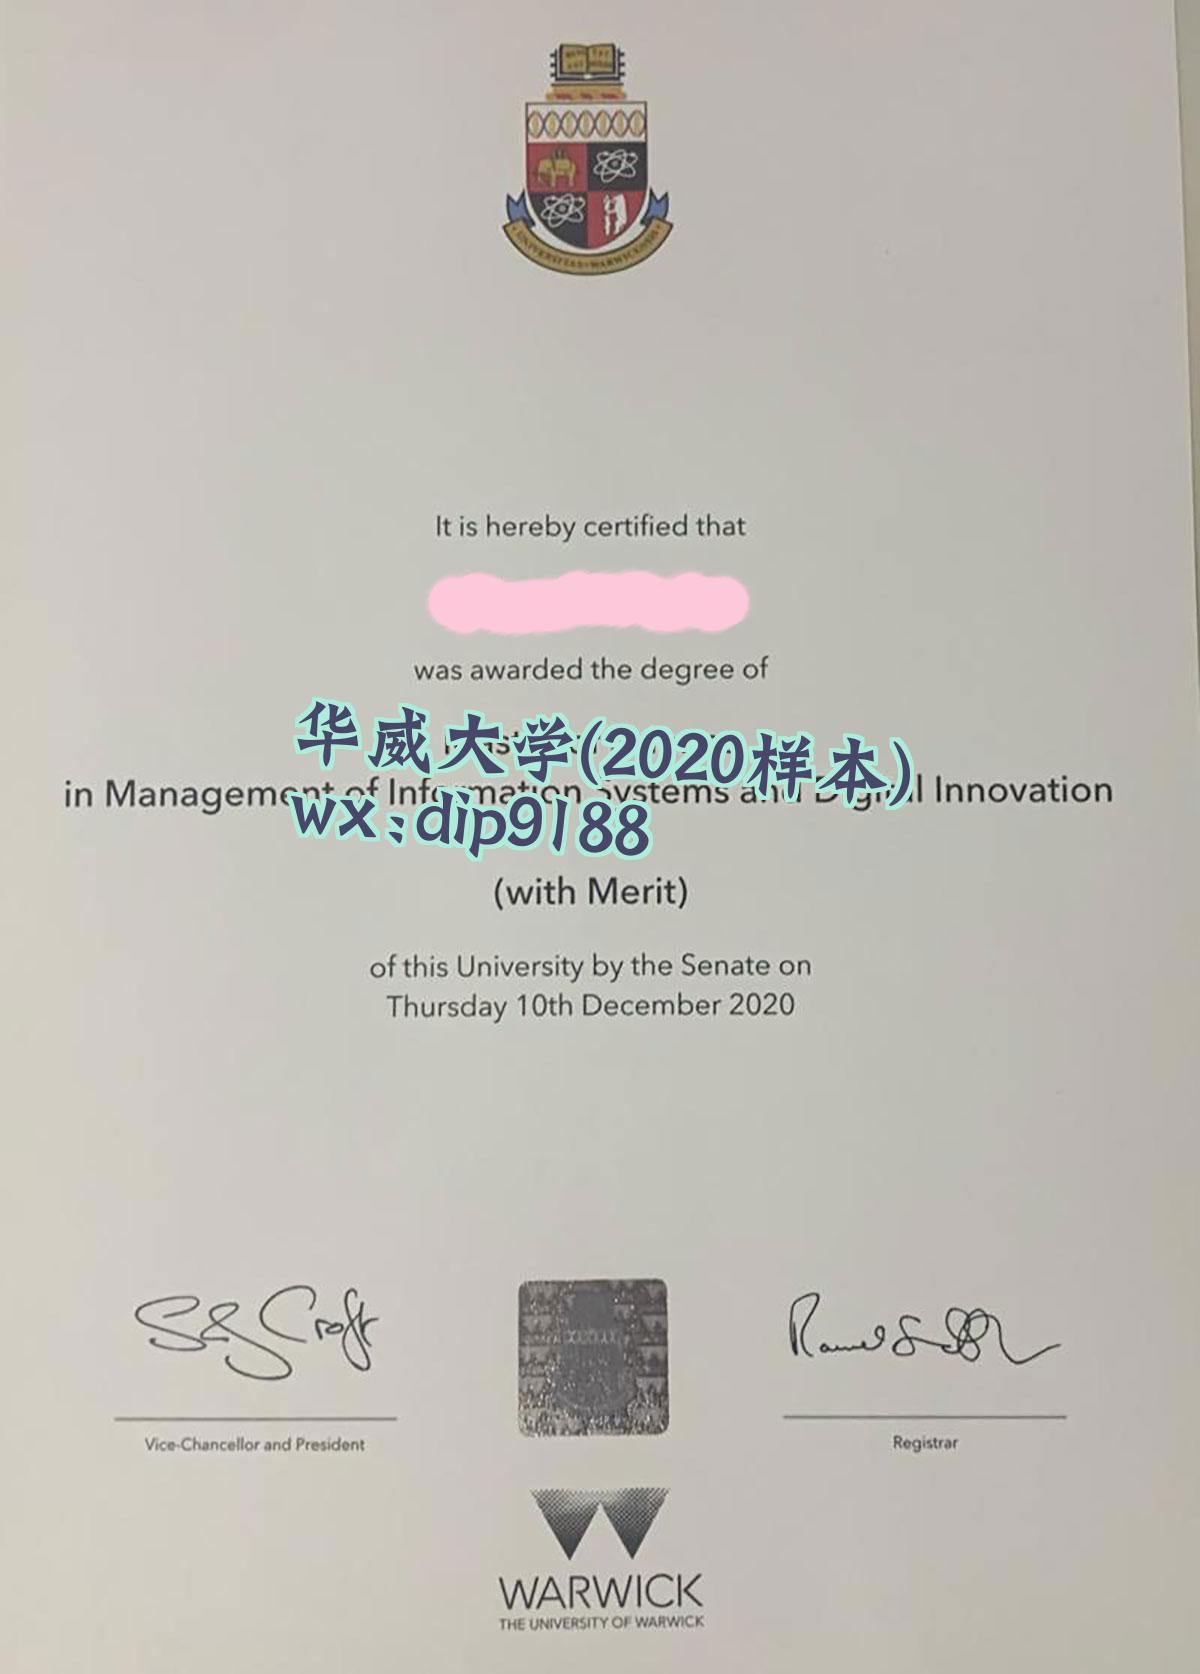 UNIVERSITAS WARWICENSIS
It is hereby certified that
was awarded the degree of
华威大学(2020样本)
in Management of Information Systems and Digital Innovation
wx:dip9188
(with Merit)
of this University by the Senate on
Thursday 10th December 2020
Vice-Chancellor and President
Registrar
WARWICK
THE UNIVERSITY OF WARWICK